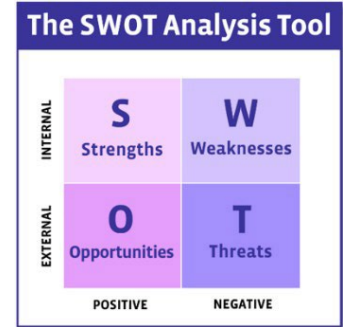 The SWOT Analysis Tool
INTERNAL
S
Strengths
W
Weaknesses
EXTERNAL
O
Opportunities
T
Threats
POSITIVE
NEGATIVE